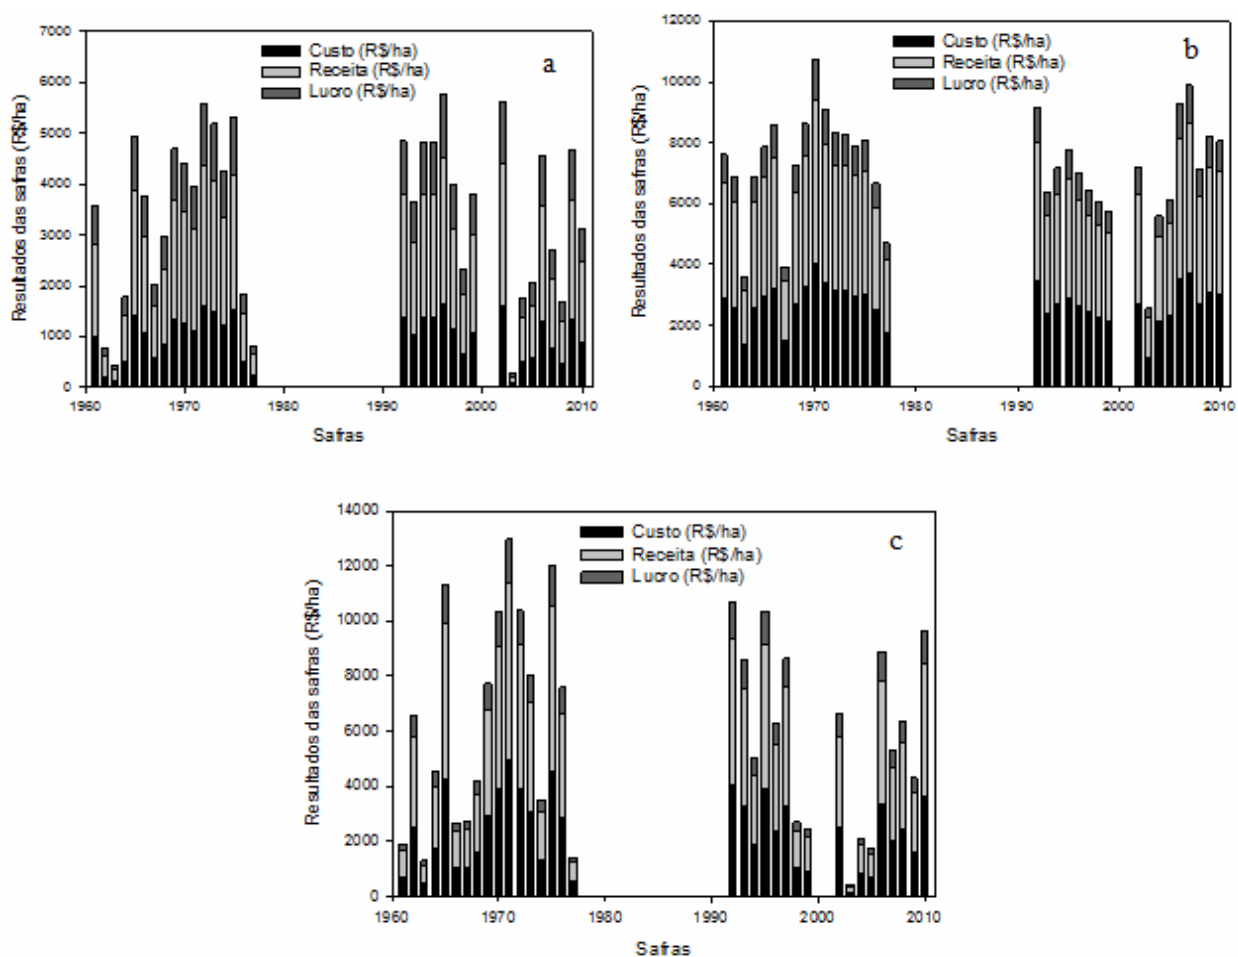 7000
6000
5000
4000
3000
2000
1000
0
Resultados das safras (R$/ha)
Custo (R$/ha)
Receita (R$/ha)
Lucro (R$/ha)
a
1960 1970 1980 1990 2000 2010
Safras
12000
10000
8000
6000
4000
2000
0
Resultados das safras (R$/ha)
Custo (R$/ha)
Receita (R$/ha)
Lucro (R$/ha)
b
1960 1970 1980 1990 2000 2010
Safras
14000
12000
10000
8000
6000
4000
2000
0
Resultados das safras (R$/ha)
Custo (R$/ha)
Receita (R$/ha)
Lucro (R$/ha)
c
1960 1970 1980 1990 2000 2010
Safras